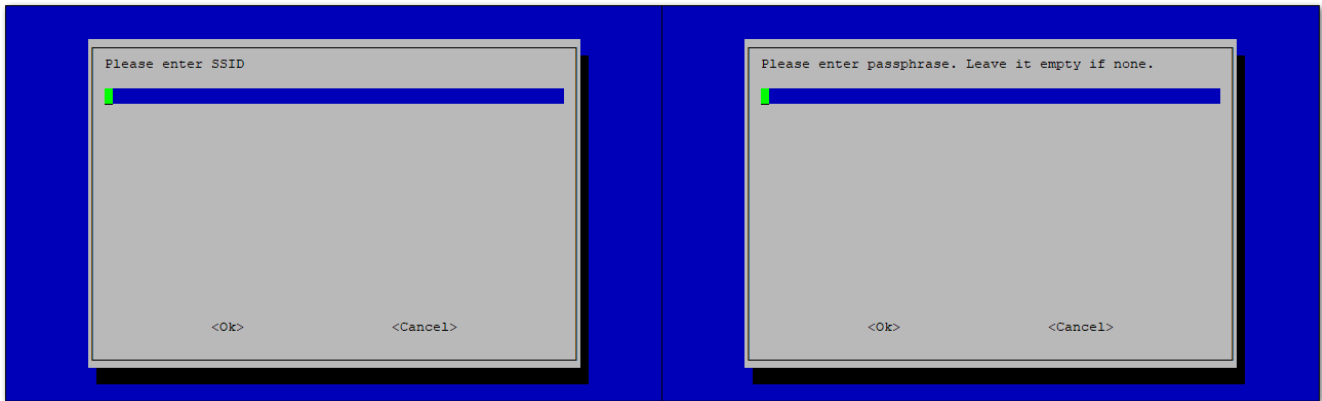 Please enter SSID
<Ok> <Cancel>
Please enter passphrase. Leave it empty if none.
<Ok> <Cancel>